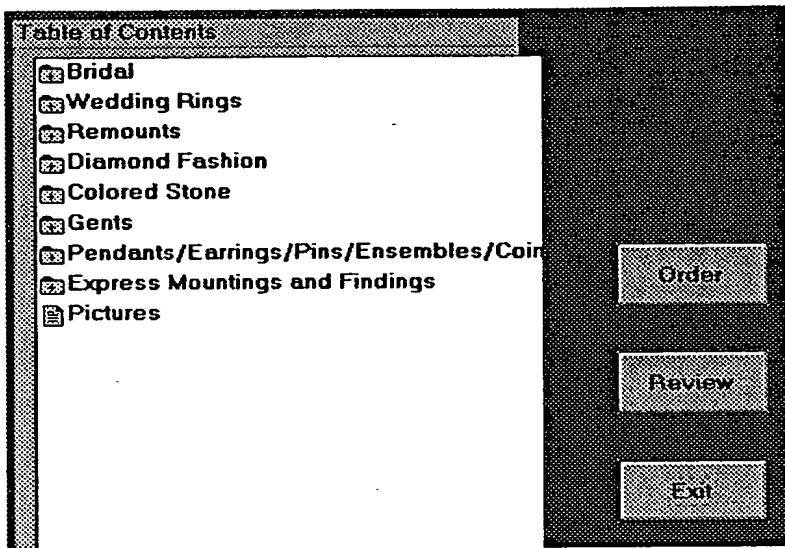 Table of Contents
Bridal
Wedding Rings
Remounts
Diamond Fashion
Colored Stone
Gents
Pendants/Earrings/Pins/Ensembles/Coin
Express Mountings and Findings
Pictures
Order
Review
Exit